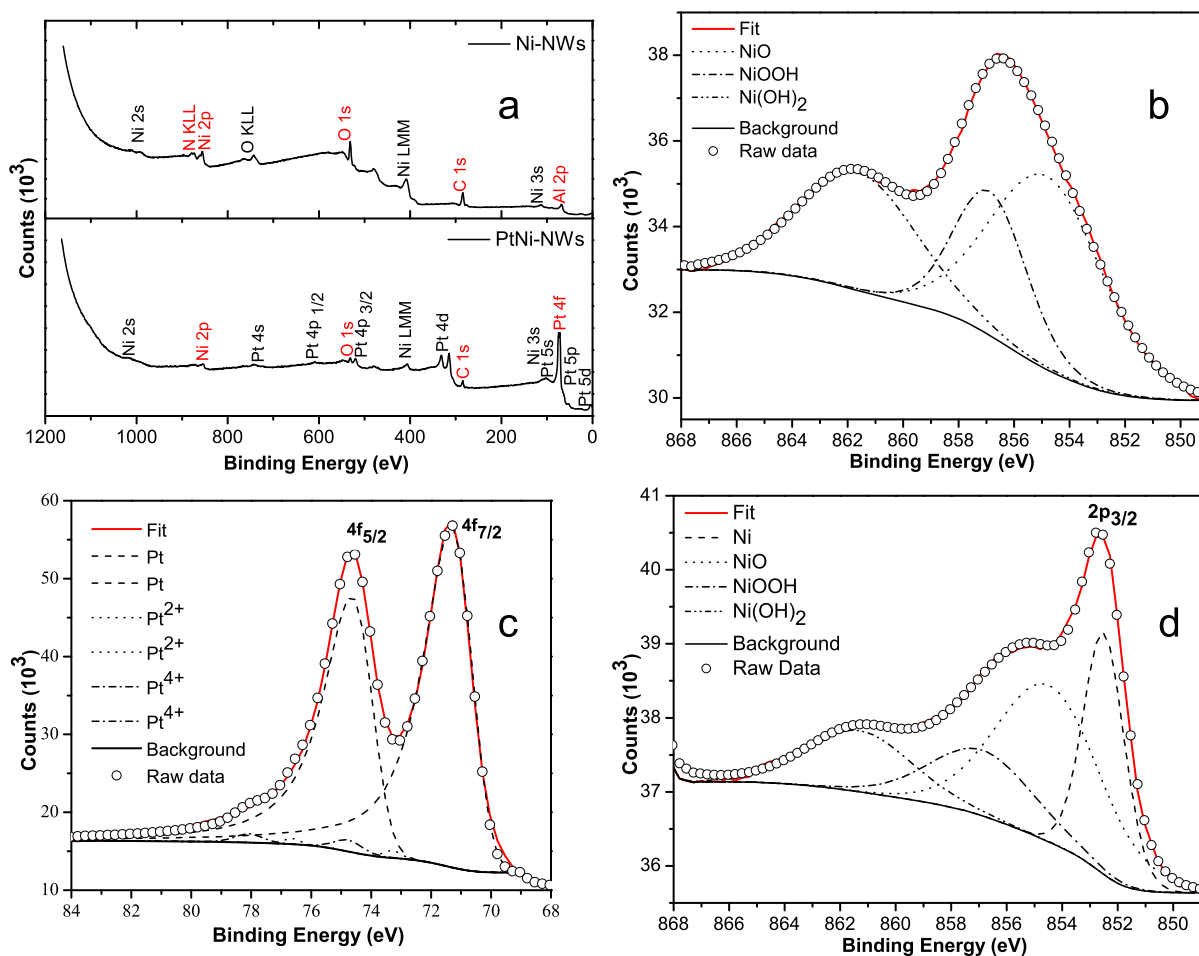 Ni-NWs
a
Ni 2s
N KLL
Ni 2p
O KLL
O 1s
Ni LMM
C 1s
Ni 3s
Al 2p
PtNi-NWs
Ni 2s
Ni 2p
Pt 4s
Pt 4p 1/2
O 1s
Pt 4p 3/2
Ni LMM
Pt 4d
C 1s
Ni 3s
Pt 5s
Pt 4f
Pt 5p
Pt 5d
Counts (10³)
1200 1000 800 600 400 200 0
Binding Energy (eV)
Fit
NiO
NiOOH
Ni(OH)₂
Background
Raw data
b
38
36
35
33
32
30
Counts (10³)
868 866 864 862 860 858 856 854 852 850
Binding Energy (eV)
Fit
Pt
Pt
Pt²⁺
Pt²⁺
Pt⁴⁺
Pt⁴⁺
Background
Raw data
4f₅/₂
4f₇/₂
c
60
50
40
30
20
10
Counts (10³)
84 82 80 78 76 74 72 70 68
Binding Energy (eV)
Fit
Ni
NiO
NiOOH
Ni(OH)₂
Background
Raw Data
2p₃/₂
d
41
40
39
37
36
Counts (10³)
868 866 864 862 860 858 856 854 852 850
Binding Energy (eV)